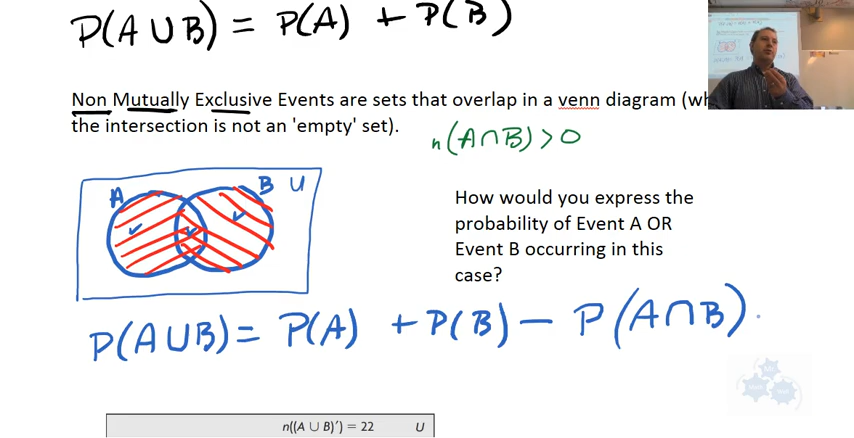 P(A ∪ B) = P(A) + P(B)
Non Mutually Exclusive Events are sets that overlap in a venn diagram
the intersection is not an 'empty' set).
n(A ∩ B) > 0
A B U
How would you express the
probability of Event A OR
Event B occurring in this
case?
P(A ∪ B) = P(A) + P(B) − P(A ∩ B)
n((A ∪ B)′) = 22 U